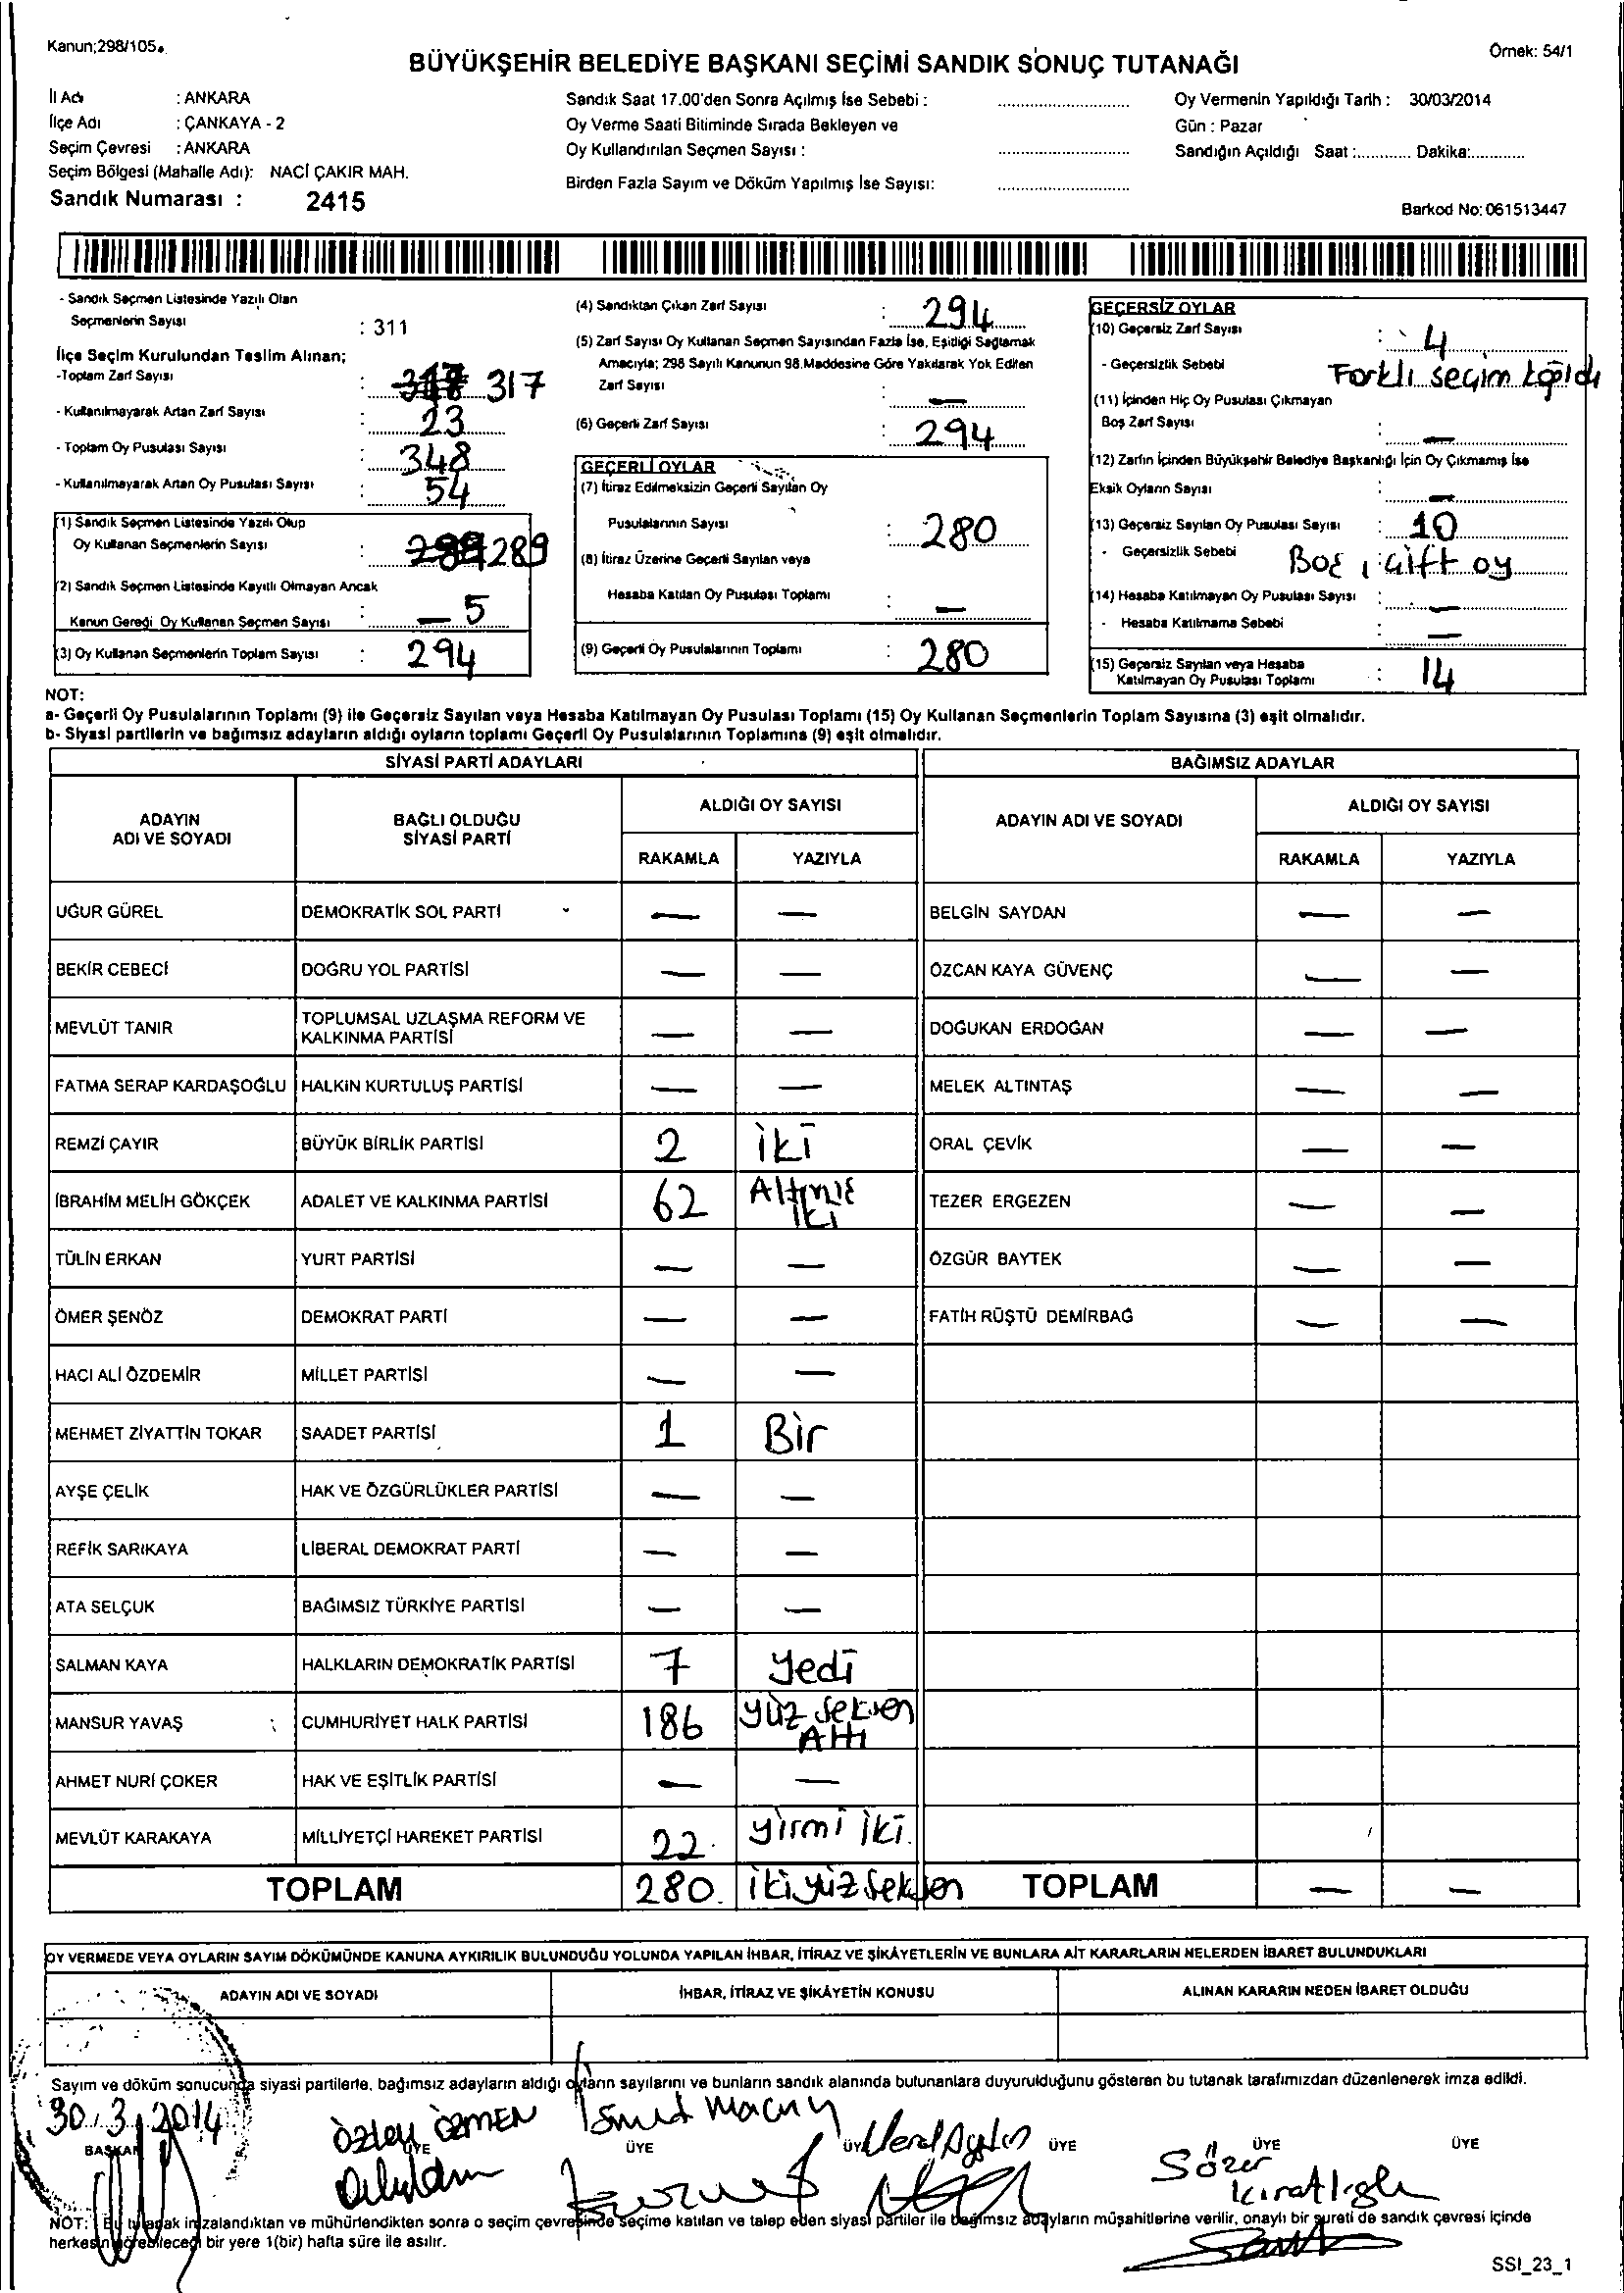 Kanun;298/105.
BÜYÜKŞEHİR BELEDİYE BAŞKANI SEÇİMİ SANDIK SONUÇ TUTANAĞI
Örnek: 54/1
İl Adı : ANKARA
İlçe Adı : ÇANKAYA - 2
Seçim Çevresi : ANKARA
Seçim Bölgesi (Mahalle Adı): NACİ ÇAKIR MAH.
Sandık Numarası : 2415
Sandık Saat 17.00'den Sonra Açılmış İse Sebebi :
Oy Verme Saati Bitiminde Sırada Bekleyen ve
Oy Kullandırılan Seçmen Sayısı :
Birden Fazla Sayım ve Döküm Yapılmış İse Sayısı:
Oy Vermenin Yapıldığı Tarih : 30/03/2014
Gün : Pazar
Sandığın Açıldığı Saat :............ Dakika:............
Barkod No: 061513447
- Sandık Seçmen Listesinde Yazılı Olan
Seçmenlerin Sayısı : 311
İlçe Seçim Kurulundan Teslim Alınan;
-Toplam Zarf Sayısı : 317
- Kullanılmayarak Artan Zarf Sayısı : 23
- Toplam Oy Pusulası Sayısı : 348
- Kullanılmayarak Artan Oy Pusulası Sayısı : 54
(1) Sandık Seçmen Listesinde Yazılı Olup
Oy Kullanan Seçmenlerin Sayısı : 289
(2) Sandık Seçmen Listesinde Kayıtlı Olmayan Ancak
Kanun Gereği Oy Kullanan Seçmen Sayısı : — 5
(3) Oy Kullanan Seçmenlerin Toplam Sayısı : 294
(4) Sandıktan Çıkan Zarf Sayısı : 294
(5) Zarf Sayısı Oy Kullanan Seçmen Sayısından Fazla İse, Eşitliği Sağlamak
Amacıyla; 298 Sayılı Kanunun 98.Maddesine Göre Yakılarak Yok Edilen
Zarf Sayısı : —
(6) Geçerli Zarf Sayısı : 294
GEÇERLİ OYLAR
(7) İtiraz Edilmeksizin Geçerli Sayılan Oy
Pusulalarının Sayısı : 280
(8) İtiraz Üzerine Geçerli Sayılan veya
Hesaba Katılan Oy Pusulası Toplamı : —
(9) Geçerli Oy Pusulalarının Toplamı : 280
GEÇERSİZ OYLAR
(10) Geçersiz Zarf Sayısı : 4
- Geçersizlik Sebebi Farklı seçim kağıdı
(11) İçinden Hiç Oy Pusulası Çıkmayan
Boş Zarf Sayısı : —
(12) Zarfın İçinden Büyükşehir Belediye Başkanlığı İçin Oy Çıkmamış İse
Eksik Oyların Sayısı : —
(13) Geçersiz Sayılan Oy Pusulası Sayısı : 10
- Geçersizlik Sebebi Boş, çift oy
(14) Hesaba Katılmayan Oy Pusulası Sayısı : —
- Hesaba Katılmama Sebebi : —
(15) Geçersiz Sayılan veya Hesaba
Katılmayan Oy Pusulası Toplamı : 14
NOT:
a- Geçerli Oy Pusulalarının Toplamı (9) ile Geçersiz Sayılan veya Hesaba Katılmayan Oy Pusulası Toplamı (15) Oy Kullanan Seçmenlerin Toplam Sayısına (3) eşit olmalıdır.
b- Siyasi partilerin ve bağımsız adayların aldığı oyların toplamı Geçerli Oy Pusulalarının Toplamına (9) eşit olmalıdır.
SİYASİ PARTİ ADAYLARI BAĞIMSIZ ADAYLAR
ADAYIN
ADI VE SOYADI
BAĞLI OLDUĞU
SİYASİ PARTİ
ALDIĞI OY SAYISI
RAKAMLA YAZIYLA
ADAYIN ADI VE SOYADI
ALDIĞI OY SAYISI
RAKAMLA YAZIYLA
UĞUR GÜREL DEMOKRATİK SOL PARTİ — — BELGİN SAYDAN — —
BEKİR CEBECİ DOĞRU YOL PARTİSİ — — ÖZCAN KAYA GÜVENÇ — —
MEVLÜT TANIR TOPLUMSAL UZLAŞMA REFORM VE
KALKINMA PARTİSİ — — DOĞUKAN ERDOĞAN — —
FATMA SERAP KARDAŞOĞLU HALKIN KURTULUŞ PARTİSİ — — MELEK ALTINTAŞ — —
REMZİ ÇAYIR BÜYÜK BİRLİK PARTİSİ 2 iki ORAL ÇEVİK — —
İBRAHİM MELİH GÖKÇEK ADALET VE KALKINMA PARTİSİ 62 Altmış iki TEZER ERGEZEN — —
TÜLİN ERKAN YURT PARTİSİ — — ÖZGÜR BAYTEK — —
ÖMER ŞENÖZ DEMOKRAT PARTİ — — FATİH RÜŞTÜ DEMİRBAĞ — —
HACI ALİ ÖZDEMİR MİLLET PARTİSİ — —
MEHMET ZİYATTİN TOKAR SAADET PARTİSİ 1 Bir
AYŞE ÇELİK HAK VE ÖZGÜRLÜKLER PARTİSİ — —
REFİK SARIKAYA LİBERAL DEMOKRAT PARTİ — —
ATA SELÇUK BAĞIMSIZ TÜRKİYE PARTİSİ — —
SALMAN KAYA HALKLARIN DEMOKRATİK PARTİSİ 7 Yedi
MANSUR YAVAŞ CUMHURİYET HALK PARTİSİ 186 yüz seksen Altı
AHMET NURİ ÇOKER HAK VE EŞİTLİK PARTİSİ — —
MEVLÜT KARAKAYA MİLLİYETÇİ HAREKET PARTİSİ 22 yirmi iki.
TOPLAM 280 ikiyüzseksen TOPLAM — —
OY VERMEDE VEYA OYLARIN SAYIM DÖKÜMÜNDE KANUNA AYKIRILIK BULUNDUĞU YOLUNDA YAPILAN İHBAR, İTİRAZ VE ŞİKÂYETLERİN VE BUNLARA AİT KARARLARIN NELERDEN İBARET BULUNDUKLARI
ADAYIN ADI VE SOYADI İHBAR, İTİRAZ VE ŞİKÂYETİN KONUSU ALINAN KARARIN NEDEN İBARET OLDUĞU
Sayım ve döküm sonucunda siyasi partilerle, bağımsız adayların aldığı oyların sayılarını ve bunların sandık alanında bulunanlara duyurulduğunu gösteren bu tutanak tarafımızdan düzenlenerek imza edildi.
30.3.2014
BAŞKAN ÜYE ÜYE ÜYE ÜYE ÜYE ÜYE
ÖZMEN
Sözer
NOT: Bu tutanak imzalandıktan ve mühürlendikten sonra o seçim çevresinde seçime katılan ve talep eden siyasi partiler ile bağımsız adayların müşahitlerine verilir, onaylı bir sureti de sandık çevresi içinde
herkesin görebileceği bir yere 1(bir) hafta süre ile asılır.
SSI_23_1